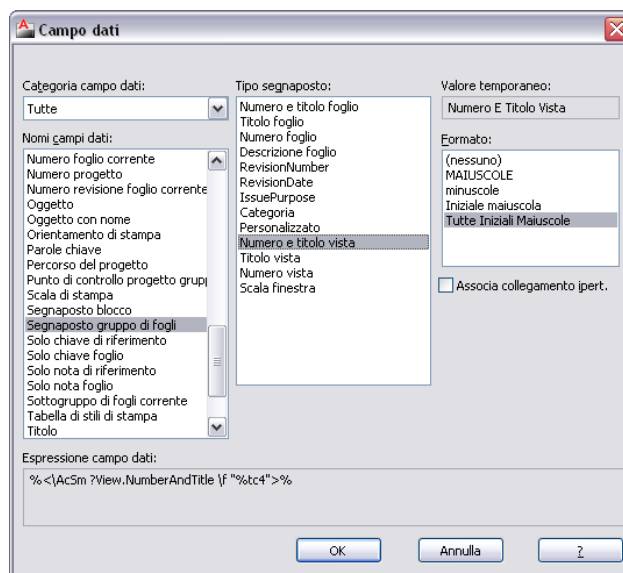 Campo dati
Categoria campo dati:
Tutte
Nomi campi dati:
Numero foglio corrente
Numero progetto
Numero revisione foglio corrente
Oggetto
Oggetto con nome
Orientamento di stampa
Parole chiave
Percorso del progetto
Punto di controllo progetto grupp
Scala di stampa
Segnaposto blocco
Segnaposto gruppo di fogli
Solo chiave di riferimento
Solo chiave foglio
Solo nota di riferimento
Solo nota foglio
Sottogruppo di fogli corrente
Tabella di stili di stampa
Titolo
Tipo segnaposto:
Numero e titolo foglio
Titolo foglio
Numero foglio
Descrizione foglio
RevisionNumber
RevisionDate
IssuePurpose
Categoria
Personalizzato
Numero e titolo vista
Titolo vista
Numero vista
Scala finestra
Valore temporaneo:
Numero E Titolo Vista
Formato:
(nessuno)
MAIUSCOLE
minuscole
Iniziale maiuscola
Tutte Iniziali Maiuscole
Associa collegamento ipert.
Espressione campo dati:
%<\AcSm ?View.NumberAndTitle \f "%tc4">%
OK
Annulla
?